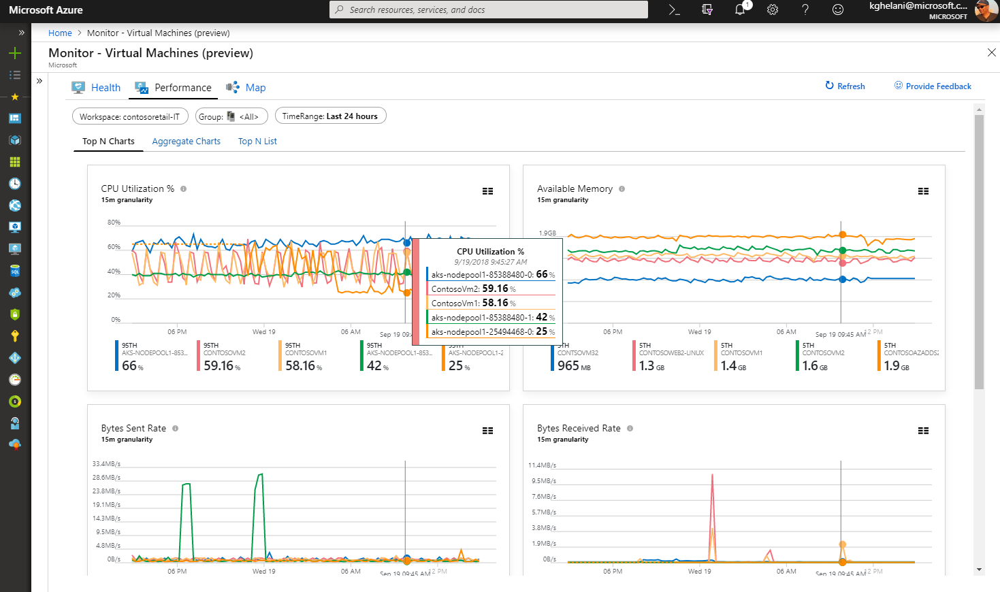 Microsoft Azure
Search resources, services, and docs
1
kghelani@microsoft.c...
MICROSOFT
Home > Monitor - Virtual Machines (preview)
Monitor - Virtual Machines (preview)
Microsoft
Health Performance Map
Refresh Provide Feedback
Workspace: contosoretail-IT Group: <All> TimeRange: Last 24 hours
Top N Charts Aggregate Charts Top N List
CPU Utilization %
15m granularity
80%
60%
40%
20%
0%
06 PM Wed 19 06 AM Sep 19 09:
95TH
AKS-NODEPOOL1-853...
66 %
95TH
CONTOSOVM2
59.16 %
95TH
CONTOSOVM1
58.16 %
95TH
AKS-NODEPOOL1-853...
42 %
95TH
AKS-NODEPOOL1-2
25 %
CPU Utilization %
9/19/2018 9:45:27 AM
aks-nodepool1-85388480-0: 66 %
ContosoVm2: 59.16 %
ContosoVm1: 58.16 %
aks-nodepool1-85388480-1: 42 %
aks-nodepool1-25494468-0: 25 %
Available Memory
15m granularity
1.9GB
06 PM Wed 19 06 AM Sep 19 09:45 AM 12 PM
5TH
CONTOSOVM32
965 MB
5TH
CONTOSOWEB2-LINUX
1.3 GB
5TH
CONTOSOVM1
1.4 GB
5TH
CONTOSOVM2
1.6 GB
5TH
CONTOSOAZADDS
1.9 GB
Bytes Sent Rate
15m granularity
33.4MB/s
28.6MB/s
23.8MB/s
19.1MB/s
14.3MB/s
9.5MB/s
4.8MB/s
0B/s
06 PM Wed 19 06 AM Sep 19 09:45 AM 12 PM
Bytes Received Rate
15m granularity
11.4MB/s
9.5MB/s
7.6MB/s
5.7MB/s
3.8MB/s
1.9MB/s
0B/s
06 PM Wed 19 06 AM Sep 19 09:45 AM 12 PM